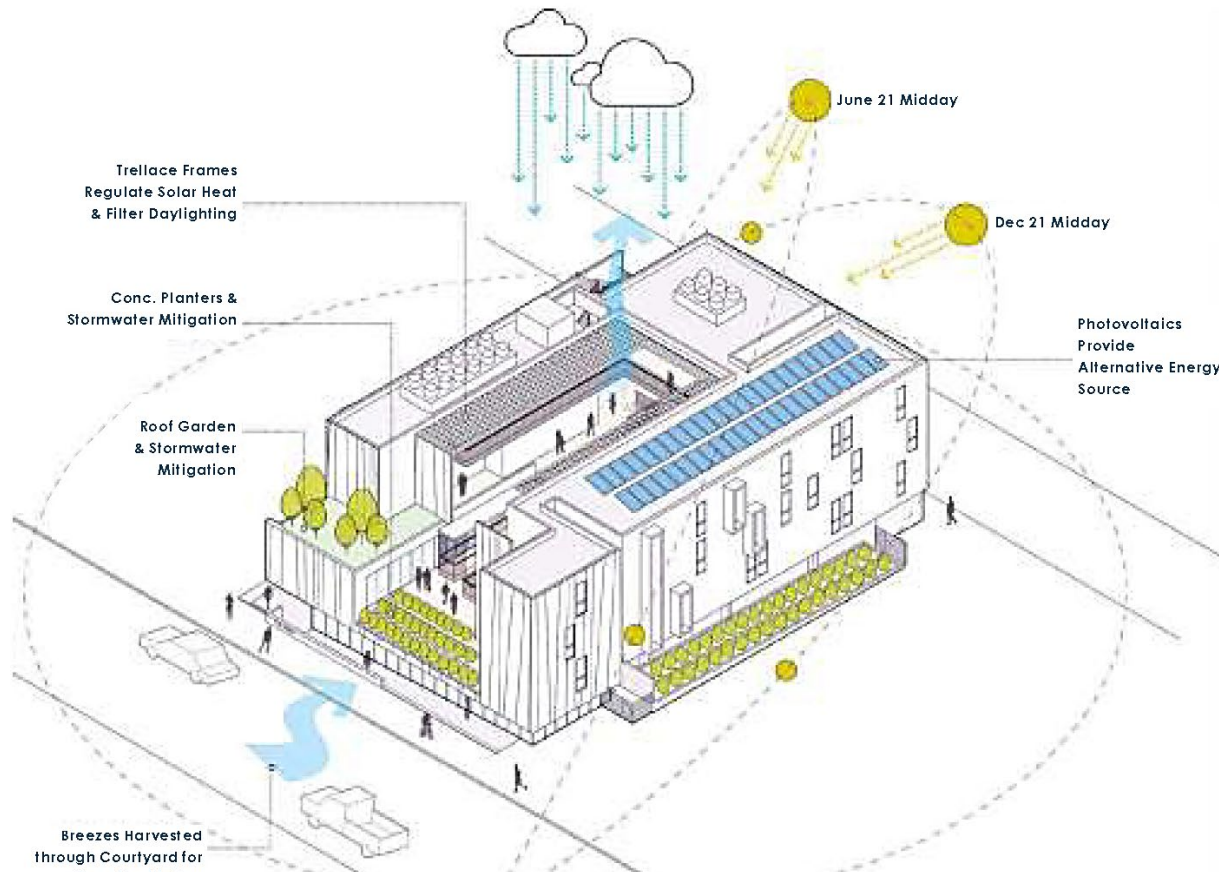 June 21 Midday
Trellace Frames
Regulate Solar Heat
& Filter Daylighting
Dec 21 Midday
Conc. Planters &
Stormwater Mitigation
Photovoltaics
Provide
Alternative Energy
Source
Roof Garden
& Stormwater
Mitigation
Breezes Harvested
through Courtyard for